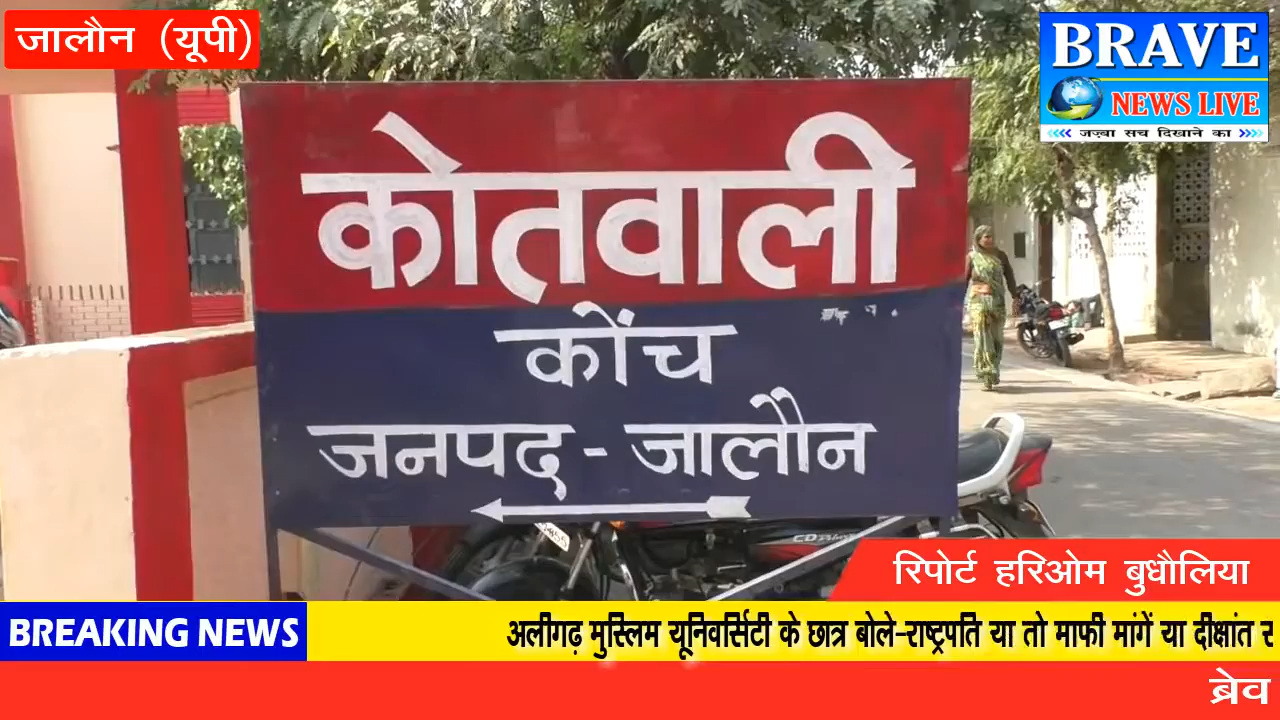 जालौन (यूपी)
BRAVE
NEWS LIVE
जज़्बा सच दिखाने का
कोतवाली
कोंच
जनपद - जालौन
रिपोर्ट हरिओम बुधौलिया
BREAKING NEWS
अलीगढ़ मुस्लिम यूनिवर्सिटी के छात्र बोले-राष्ट्रपति या तो माफी मांगें या दीक्षांत
ब्रेव